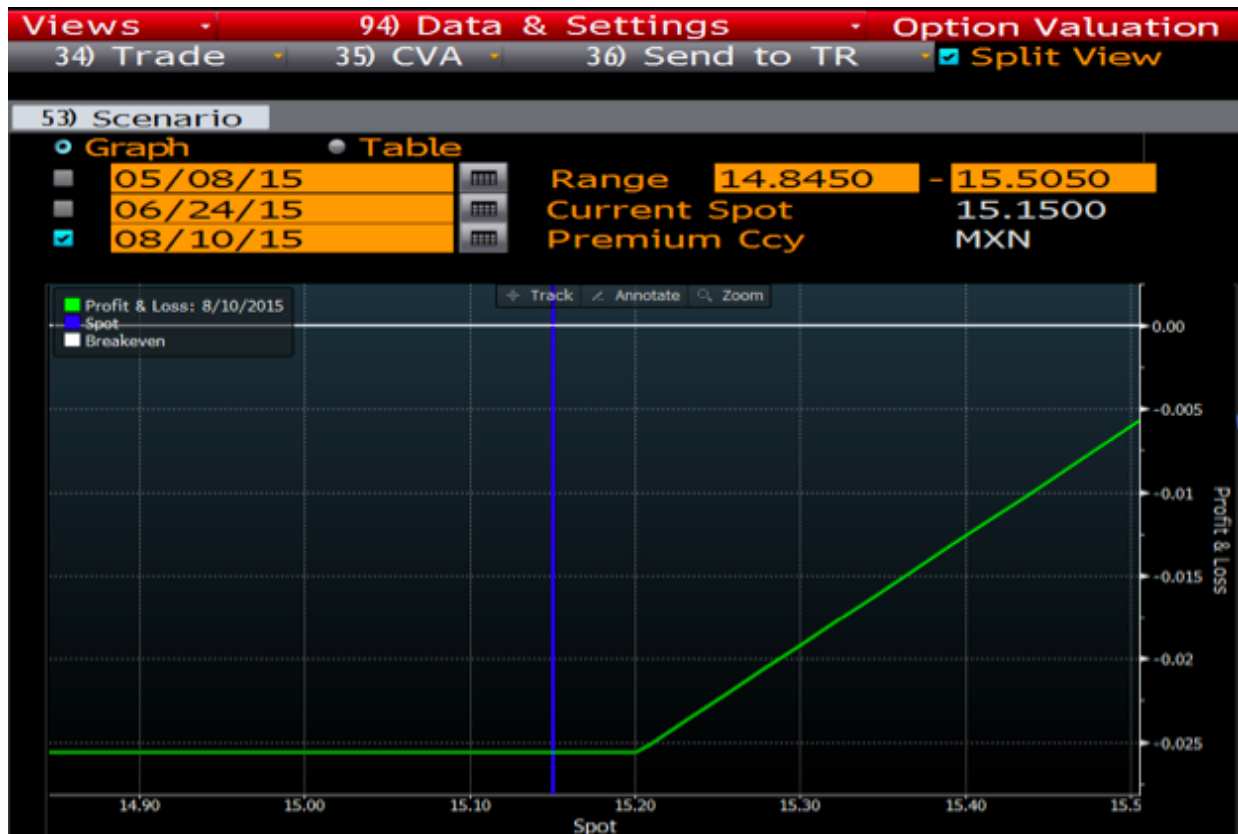 Views 94) Data & Settings Option Valuation
34) Trade 35) CVA 36) Send to TR Split View
53) Scenario
Graph Table
05/08/15 Range 14.8450 - 15.5050
06/24/15 Current Spot 15.1500
08/10/15 Premium Ccy MXN
Track Annotate Zoom
Profit & Loss: 8/10/2015
Spot
Breakeven
0.00
-0.005
-0.01
-0.015
-0.02
-0.025
Profit & Loss
14.90 15.00 15.10 15.20 15.30 15.40 15.5
Spot